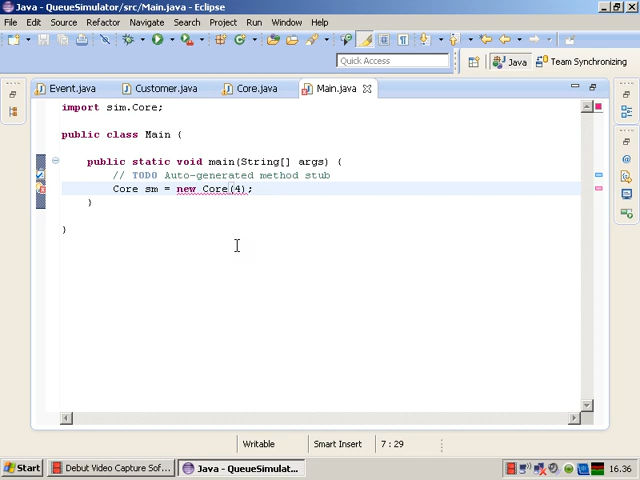 Java - QueueSimulator/src/Main.java - Eclipse
File Edit Source Refactor Navigate Search Project Run Window Help
Quick Access
Java
Team Synchronizing
Event.java
Customer.java
Core.java
Main.java
import sim.Core;
public class Main {
public static void main(String[] args) {
// TODO Auto-generated method stub
Core sm = new Core(4);
}
}
Writable
Smart Insert
7 : 29
Start
Debut Video Capture Sof...
Java - QueueSimulat...
16.36